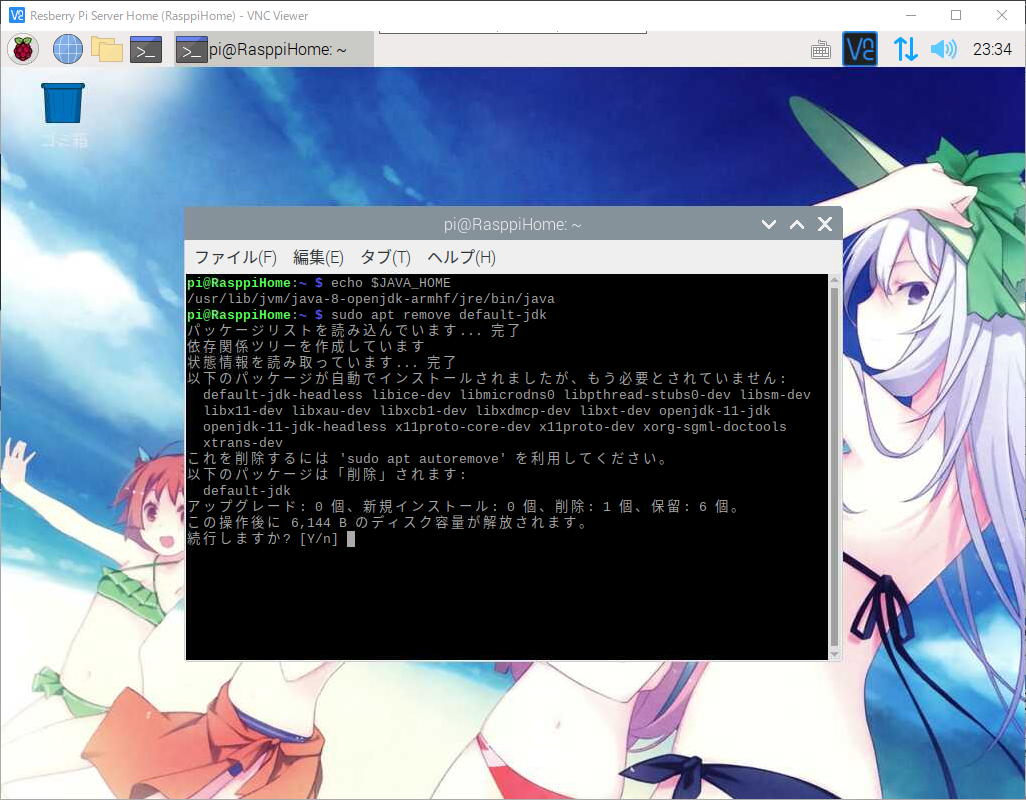 Resberry Pi Server Home (RasppiHome) - VNC Viewer
pi@RasppiHome: ~
23:34
ゴミ箱
pi@RasppiHome: ~
ファイル(F) 編集(E) タブ(T) ヘルプ(H)
pi@RasppiHome:~ $ echo $JAVA_HOME
/usr/lib/jvm/java-8-openjdk-armhf/jre/bin/java
pi@RasppiHome:~ $ sudo apt remove default-jdk
パッケージリストを読み込んでいます... 完了
依存関係ツリーを作成しています
状態情報を読み取っています... 完了
以下のパッケージが自動でインストールされましたが、もう必要とされていません:
default-jdk-headless libice-dev libmicrodns0 libpthread-stubs0-dev libsm-dev
libx11-dev libxau-dev libxcb1-dev libxdmcp-dev libxt-dev openjdk-11-jdk
openjdk-11-jdk-headless x11proto-core-dev x11proto-dev xorg-sgml-doctools
xtrans-dev
これを削除するには 'sudo apt autoremove' を利用してください。
以下のパッケージは「削除」されます:
default-jdk
アップグレード: 0 個、新規インストール: 0 個、削除: 1 個、保留: 6 個。
この操作後に 6,144 B のディスク容量が解放されます。
続行しますか? [Y/n]